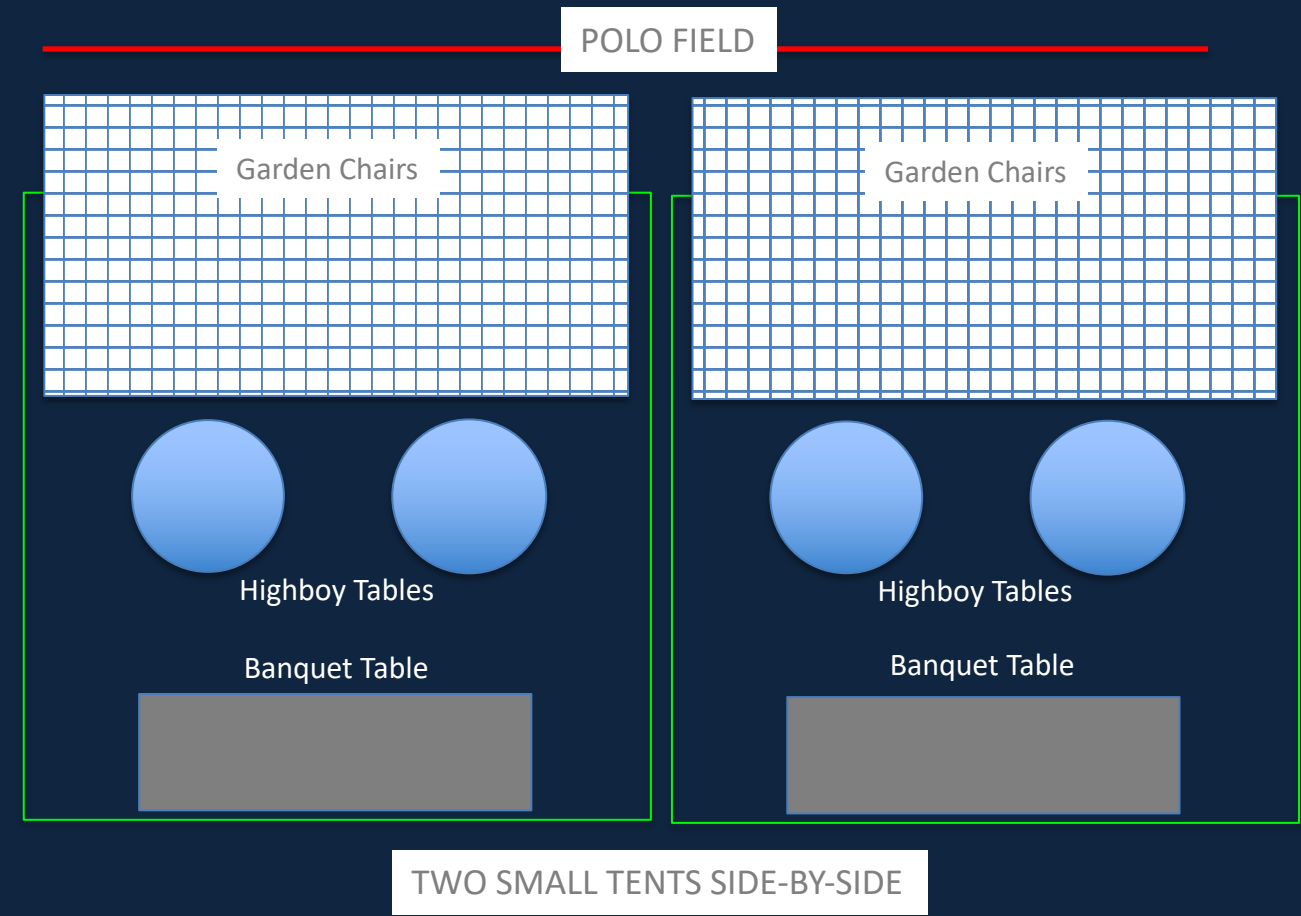 POLO FIELD
Garden Chairs
Garden Chairs
Highboy Tables
Highboy Tables
Banquet Table
Banquet Table
TWO SMALL TENTS SIDE-BY-SIDE